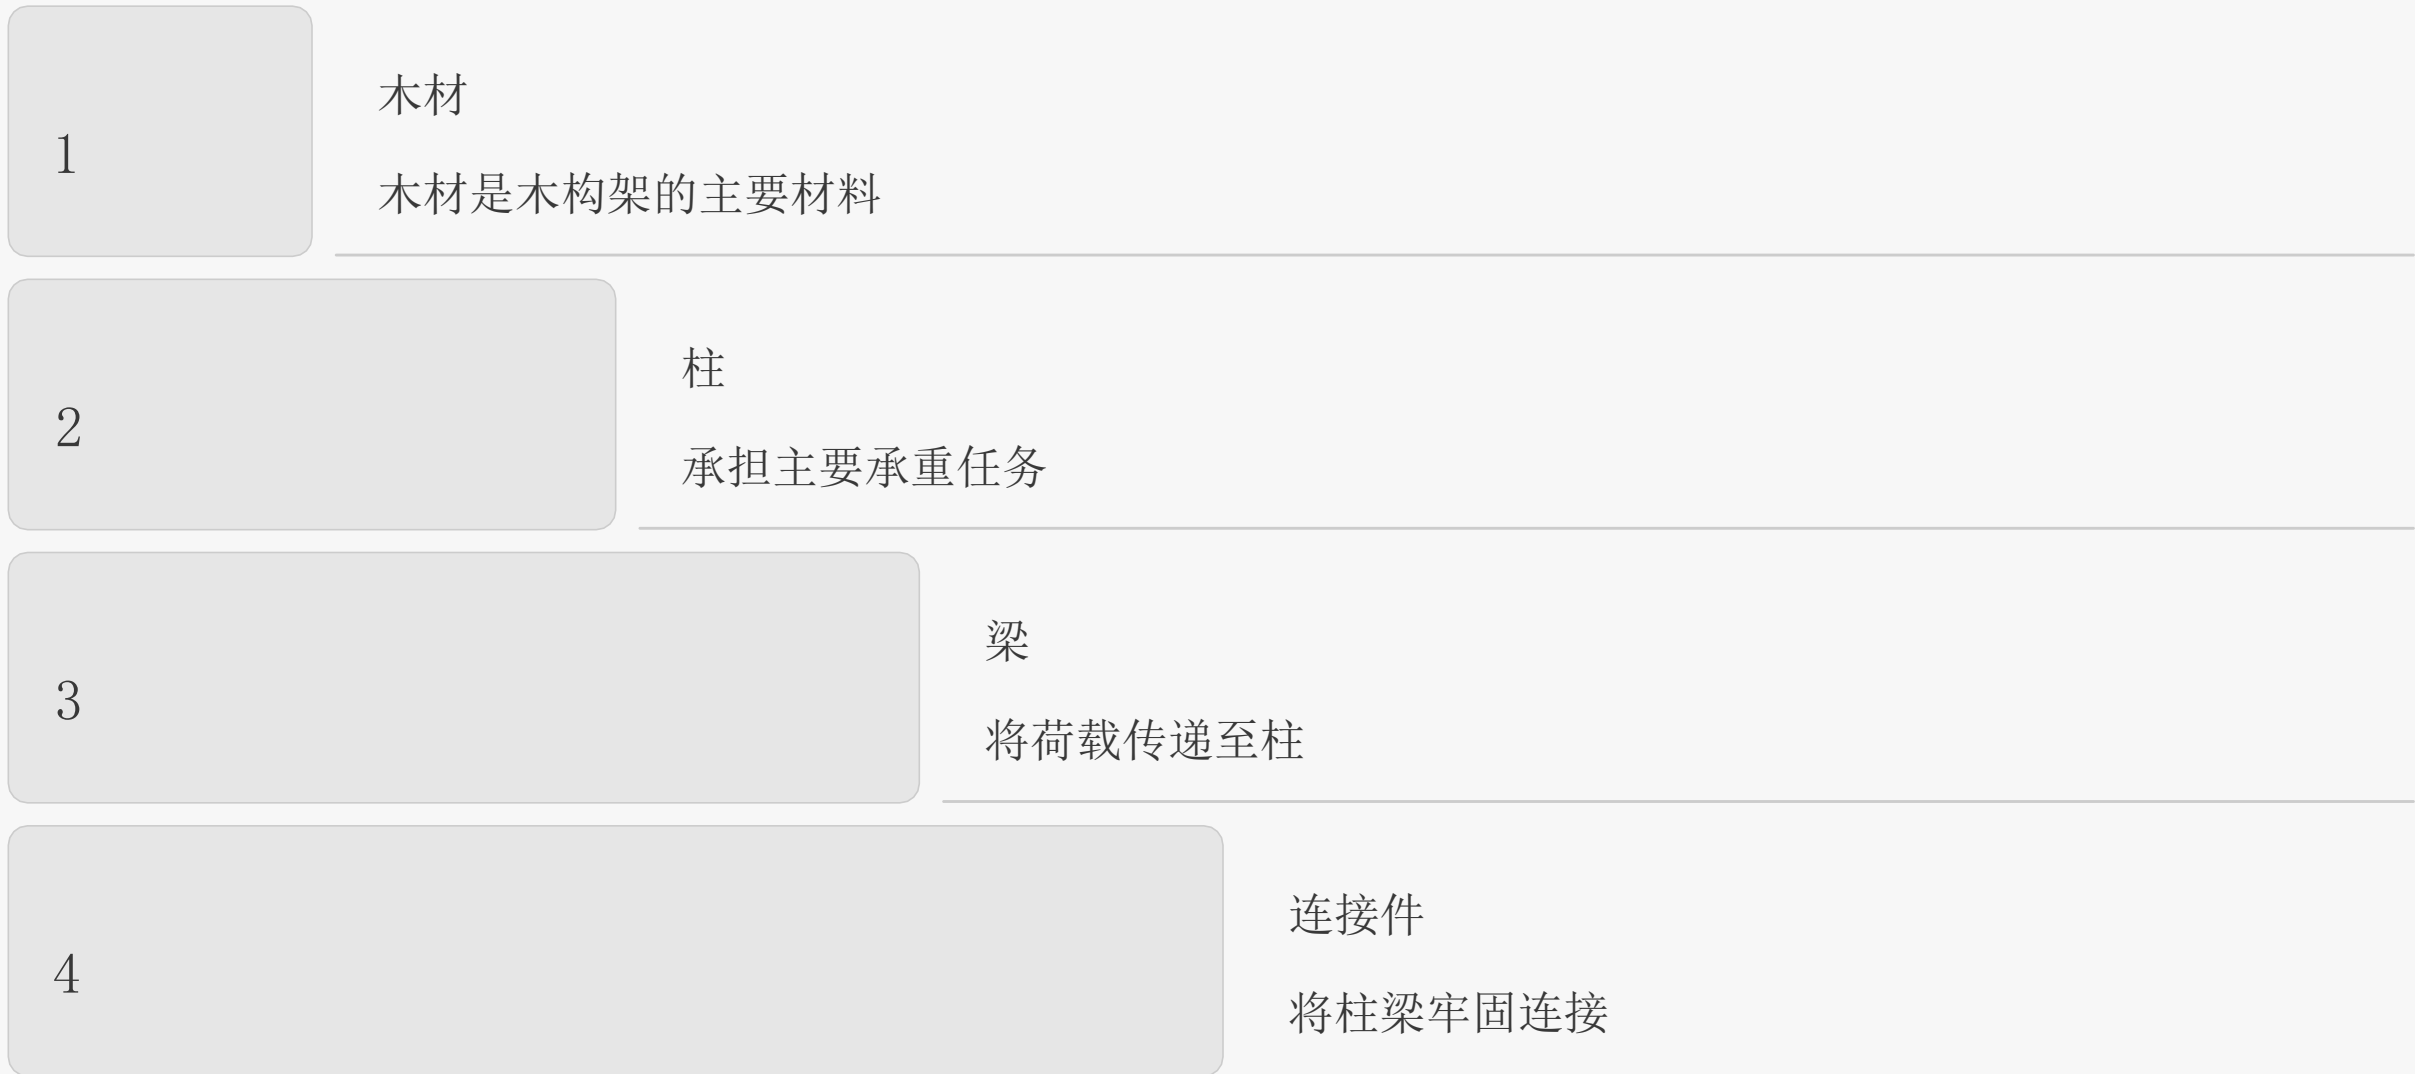 1
木材
木材是木构架的主要材料
2
柱
承担主要承重任务
3
梁
将荷载传递至柱
4
连接件
将柱梁牢固连接